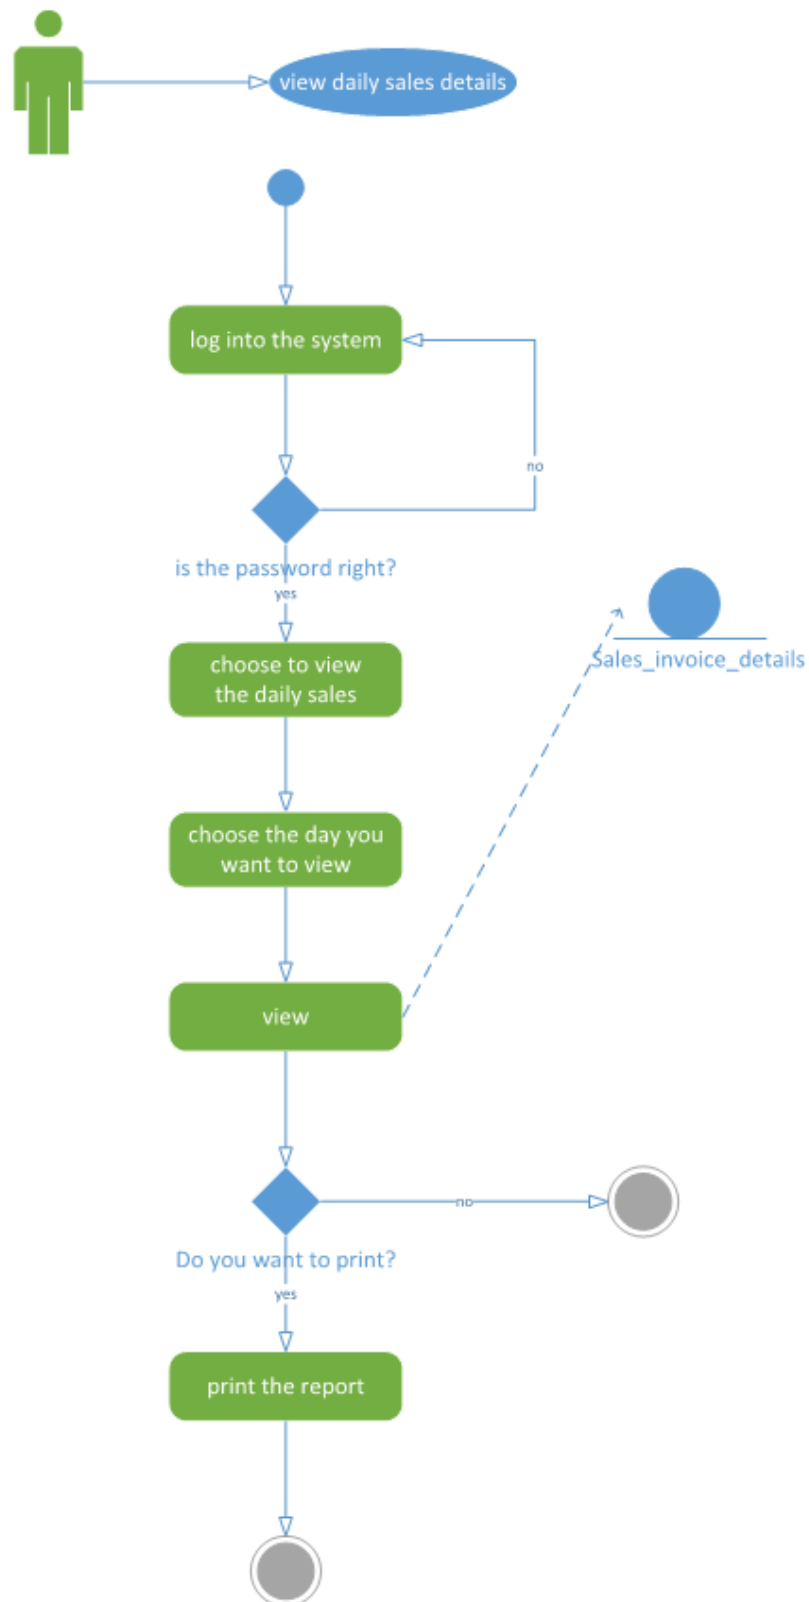 view daily sales details
log into the system
no
is the password right?
yes
Sales_invoice_details
choose to view
the daily sales
choose the day you
want to view
view
no
Do you want to print?
yes
print the report